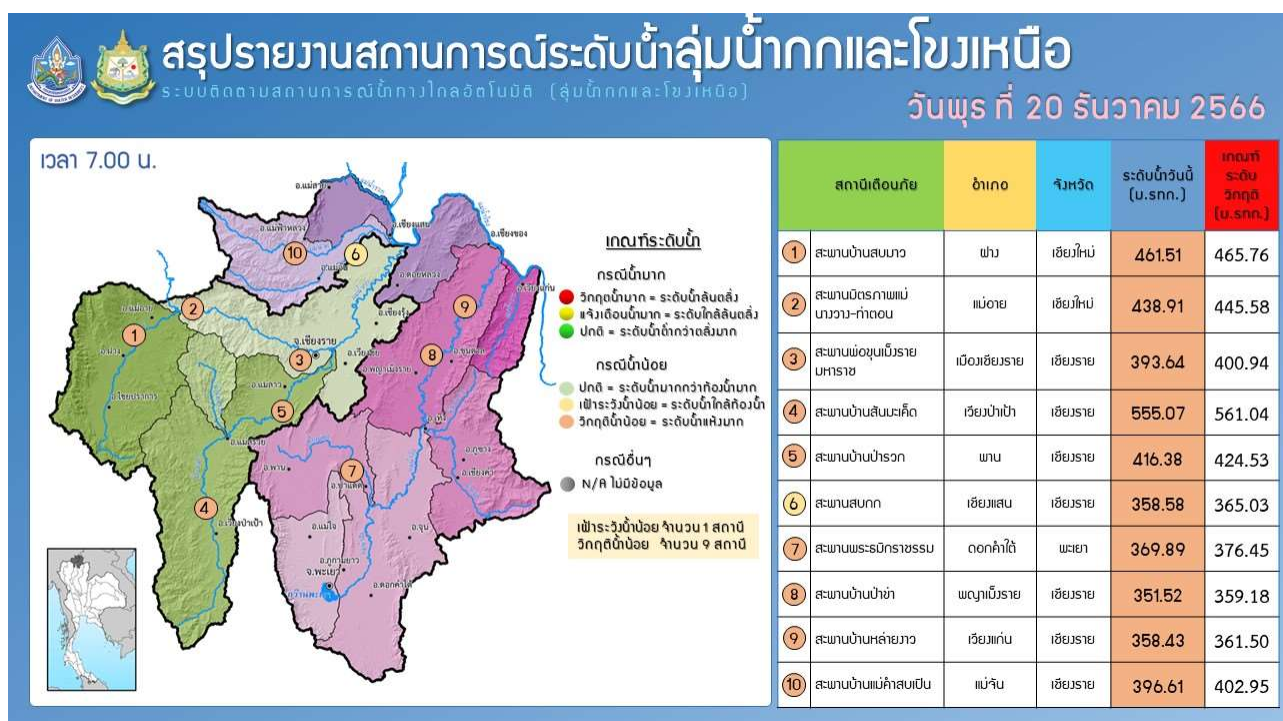 สรุปรายงานสถานการณ์ระดับน้ำลุ่มน้ำกกและโขงเหนือ
ระบบติดตามสถานการณ์น้ำทางไกลอัตโนมัติ (ลุ่มน้ำกกและโขงเหนือ)
วันพุธ ที่ 20 ธันวาคม 2566
เวลา 7.00 น.
อ.แม่สาย
อ.เชียงแสน
อ.แม่ฟ้าหลวง
อ.เชียงของ
10
6
อ.ดอยหลวง
9
2
1
อ.ฝาง
อ.เชียงรุ้ง
จ.เชียงราย
3
8
อ.ขุนตาล
อ.พญาเม็งราย
อ.ไชยปราการ
อ.แม่ลาว
5
อ.เทิง
อ.แม่สรวย
อ.ภูซาง
อ.พาน
7
อ.ป่าแดด
อ.เชียงคำ
4
อ.เวียงป่าเป้า
อ.แม่ใจ
อ.จุน
อ.ภูกามยาว
จ.พะเยา
อ.ดอกคำใต้
เกณฑ์ระดับน้ำ
กรณีน้ำมาก
วิกฤตน้ำมาก = ระดับน้ำล้นตลิ่ง
แจ้งเตือนน้ำมาก = ระดับใกล้ล้นตลิ่ง
ปกติ = ระดับน้ำต่ำกว่าตลิ่งมาก
กรณีน้ำน้อย
ปกติ = ระดับน้ำมากกว่าท้องน้ำมาก
เฝ้าระวังน้ำน้อย = ระดับน้ำใกล้ท้องน้ำ
วิกฤติน้ำน้อย = ระดับน้ำแห้งมาก
กรณีอื่นๆ
N/A ไม่มีข้อมูล
เฝ้าระวังน้ำน้อย จำนวน 1 สถานี
วิกฤติน้ำน้อย จำนวน 9 สถานี
สถานีเตือนภัย อำเภอ จังหวัด ระดับน้ำวันนี้ (ม.รทก.) เกณฑ์ ระดับ วิกฤติ (ม.รทก.)
1 สะพานบ้านสบมาว ฝาง เชียงใหม่ 461.51 465.76
2 สะพานมิตรภาพแม่นางวาง-ท่าตอน แม่อาย เชียงใหม่ 438.91 445.58
3 สะพานพ่อขุนเม็งรายมหาราช เมืองเชียงราย เชียงราย 393.64 400.94
4 สะพานบ้านสันมะเค็ด เวียงป่าเป้า เชียงราย 555.07 561.04
5 สะพานบ้านป่ารวก พาน เชียงราย 416.38 424.53
6 สะพานสบกก เชียงแสน เชียงราย 358.58 365.03
7 สะพานพระธมิกราชธรรม ดอกคำใต้ พะเยา 369.89 376.45
8 สะพานบ้านป่าข่า พญาเม็งราย เชียงราย 351.52 359.18
9 สะพานบ้านหล่ายงาว เวียงแก่น เชียงราย 358.43 361.50
10 สะพานบ้านแม่คำสบเปิน แม่จัน เชียงราย 396.61 402.95